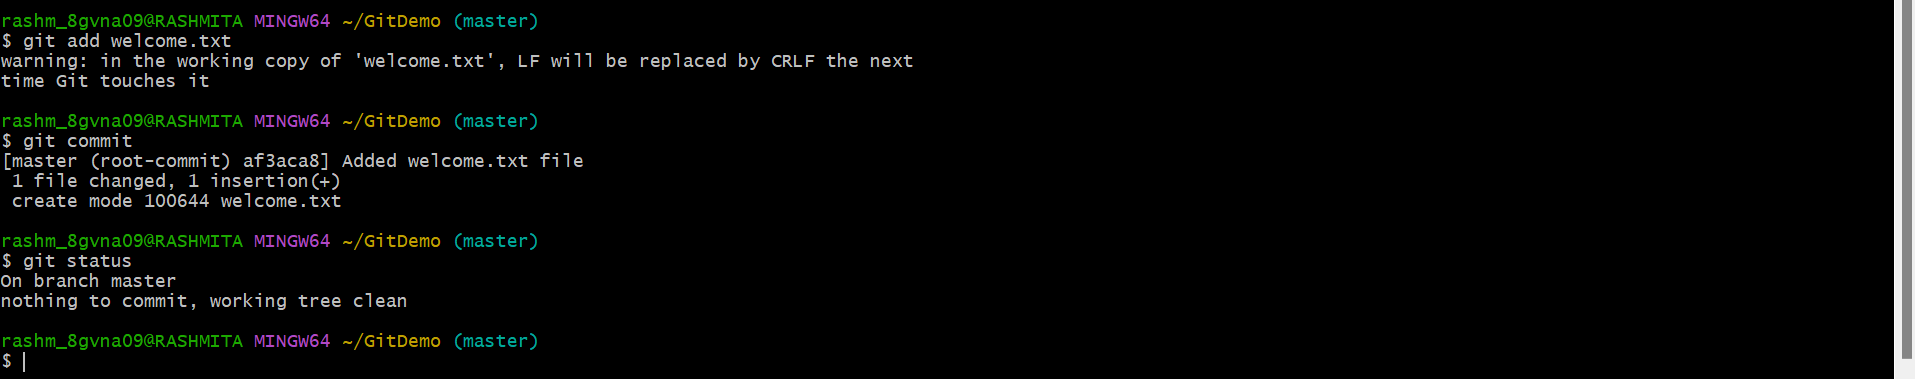 rashm_8gvna09@RASHMITA MINGW64 ~/GitDemo (master)
$ git add welcome.txt
warning: in the working copy of 'welcome.txt', LF will be replaced by CRLF the next
time Git touches it
rashm_8gvna09@RASHMITA MINGW64 ~/GitDemo (master)
$ git commit
[master (root-commit) af3aca8] Added welcome.txt file
 1 file changed, 1 insertion(+)
 create mode 100644 welcome.txt
rashm_8gvna09@RASHMITA MINGW64 ~/GitDemo (master)
$ git status
On branch master
nothing to commit, working tree clean
rashm_8gvna09@RASHMITA MINGW64 ~/GitDemo (master)
$